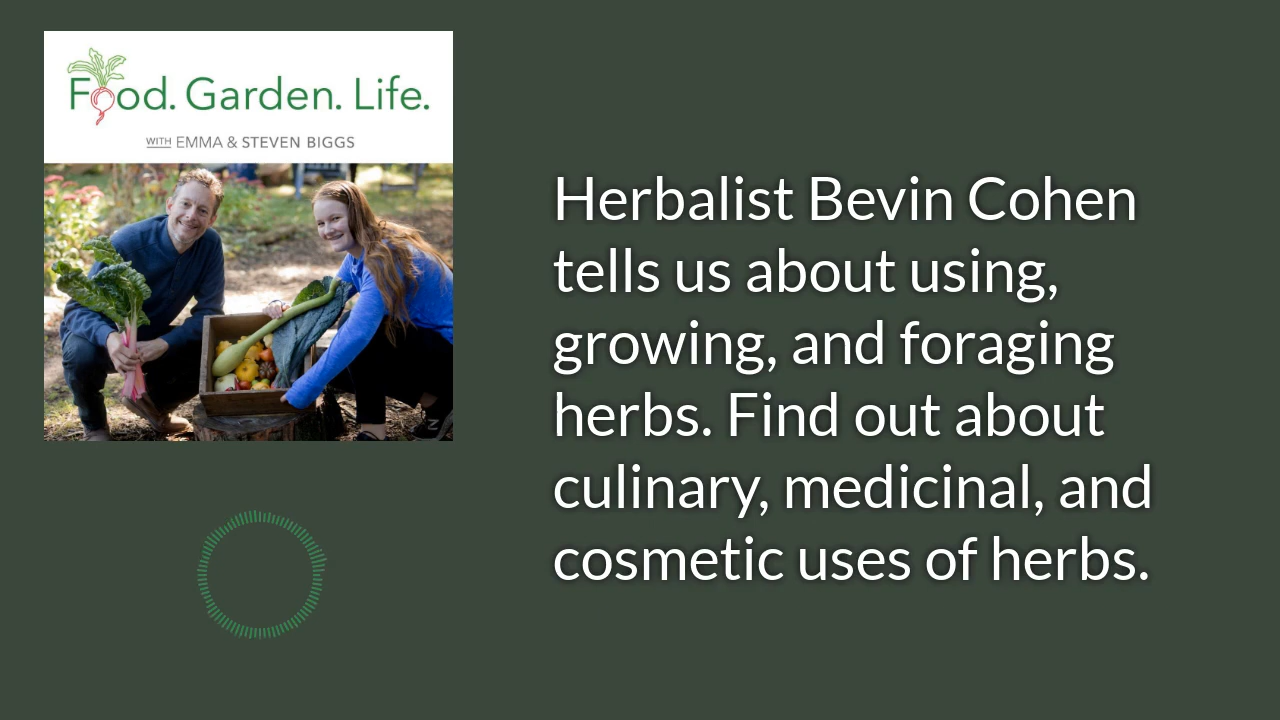 Food. Garden. Life.
WITH EMMA & STEVEN BIGGS
Herbalist Bevin Cohen
tells us about using,
growing, and foraging
herbs. Find out about
culinary, medicinal, and
cosmetic uses of herbs.